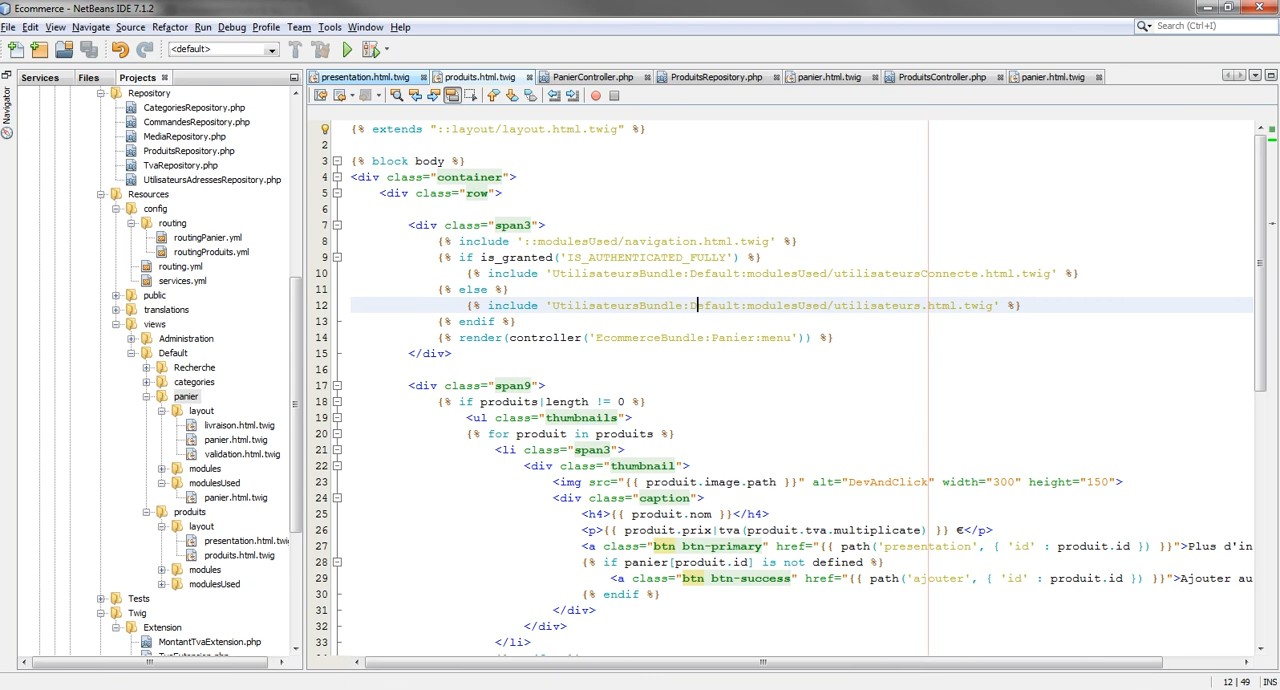 Ecommerce - NetBeans IDE 7.1.2
File Edit View Navigate Source Refactor Run Debug Profile Team Tools Window Help
Search (Ctrl+I)
<default>
Services Files Projects
presentation.html.twig produits.html.twig PanierController.php ProduitsRepository.php panier.html.twig ProduitsController.php panier.html.twig
Navigator
Repository
CategoriesRepository.php
CommandesRepository.php
MediaRepository.php
ProduitsRepository.php
TvaRepository.php
UtilisateursAdressesRepository.php
Resources
config
routing
routingPanier.yml
routingProduits.yml
routing.yml
services.yml
public
translations
views
Administration
Default
Recherche
categories
panier
layout
livraison.html.twig
panier.html.twig
validation.html.twig
modules
modulesUsed
panier.html.twig
produits
layout
presentation.html.twi
produits.html.twig
modules
modulesUsed
Tests
Twig
Extension
MontantTvaExtension.php
TvaExtension.php
{% extends "::layout/layout.html.twig" %}
2
3 {% block body %}
4 <div class="container">
5 <div class="row">
6
7 <div class="span3">
8 {% include '::modulesUsed/navigation.html.twig' %}
9 {% if is_granted('IS_AUTHENTICATED_FULLY') %}
10 {% include 'UtilisateursBundle:Default:modulesUsed/utilisateursConnecte.html.twig' %}
11 {% else %}
12 {% include 'UtilisateursBundle:Default:modulesUsed/utilisateurs.html.twig' %}
13 {% endif %}
14 {% render(controller('EcommerceBundle:Panier:menu')) %}
15 </div>
16
17 <div class="span9">
18 {% if produits|length != 0 %}
19 <ul class="thumbnails">
20 {% for produit in produits %}
21 <li class="span3">
22 <div class="thumbnail">
23 <img src="{{ produit.image.path }}" alt="DevAndClick" width="300" height="150">
24 <div class="caption">
25 <h4>{{ produit.nom }}</h4>
26 <p>{{ produit.prix|tva(produit.tva.multiplicate) }} €</p>
27 <a class="btn btn-primary" href="{{ path('presentation', { 'id' : produit.id }) }}">Plus d'in
28 {% if panier[produit.id] is not defined %}
29 <a class="btn btn-success" href="{{ path('ajouter', { 'id' : produit.id }) }}">Ajouter au
30 {% endif %}
31 </div>
32 </div>
33 </li>
12 | 49 INS